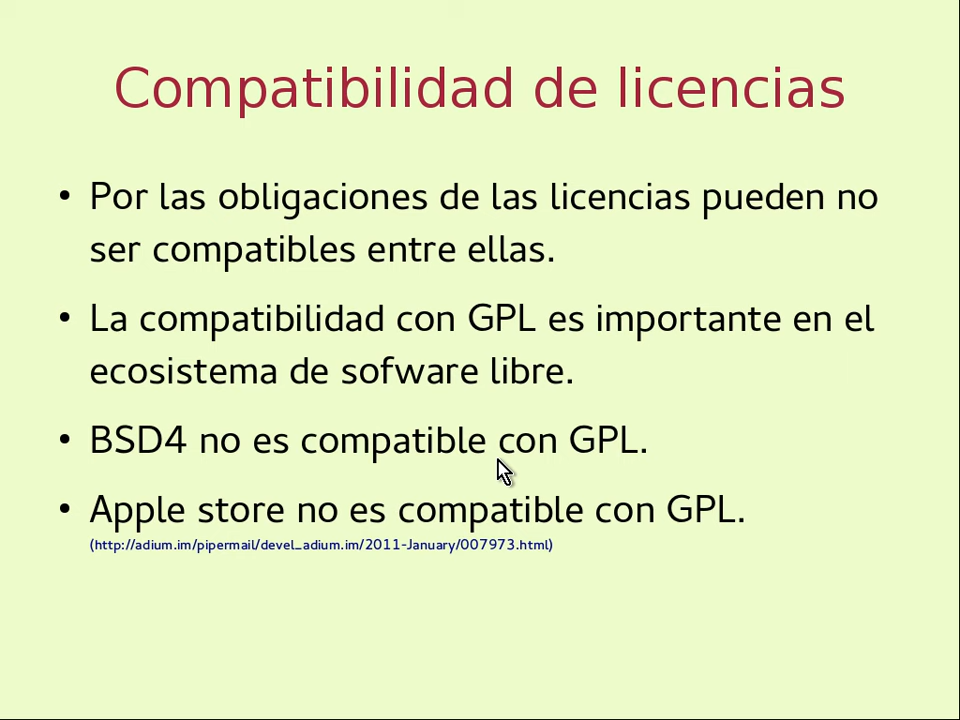 Compatibilidad de licencias
• Por las obligaciones de las licencias pueden no
ser compatibles entre ellas.
• La compatibilidad con GPL es importante en el
ecosistema de sofware libre.
• BSD4 no es compatible con GPL.
• Apple store no es compatible con GPL.
(http://adium.im/pipermail/devel_adium.im/2011-January/007973.html)